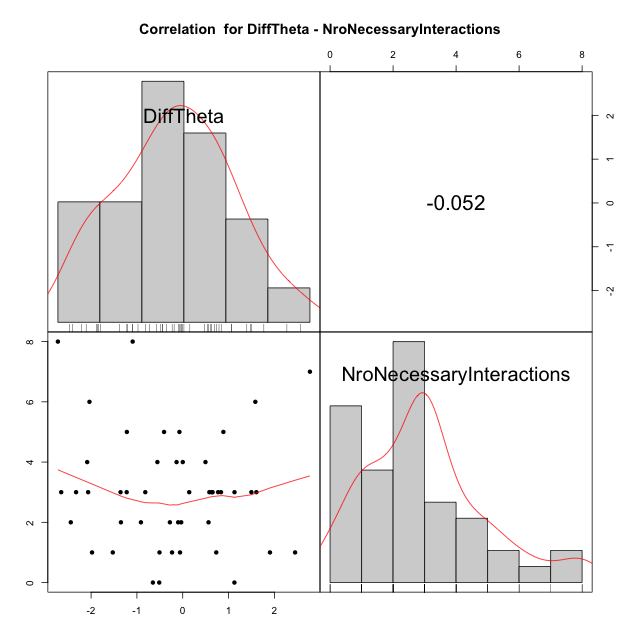 Correlation  for DiffTheta - NroNecessaryInteractions
0 2 4 6 8
DiffTheta
-0.052
2
1
0
-1
-2
8
6
4
2
0
NroNecessaryInteractions
-2 -1 0 1 2